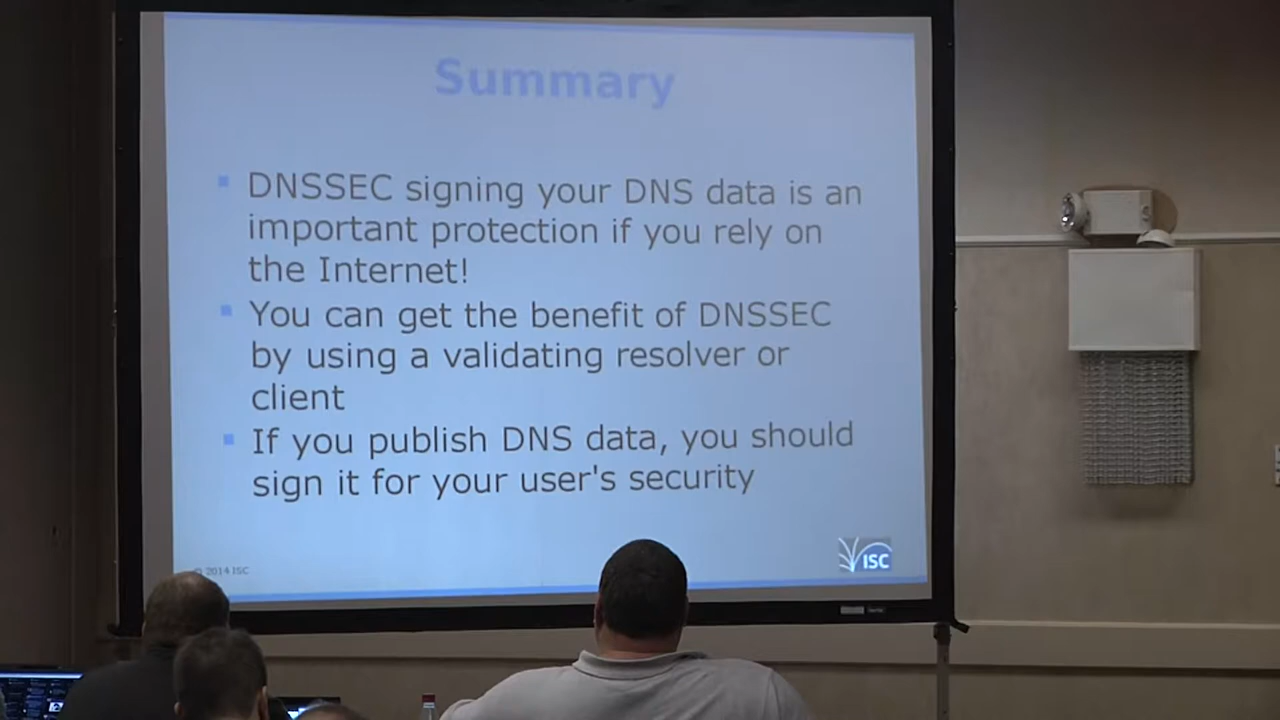 Summary
DNSSEC signing your DNS data is an
important protection if you rely on
the Internet!
You can get the benefit of DNSSEC
by using a validating resolver or
client
If you publish DNS data, you should
sign it for your user's security
© 2014 ISC
ISC